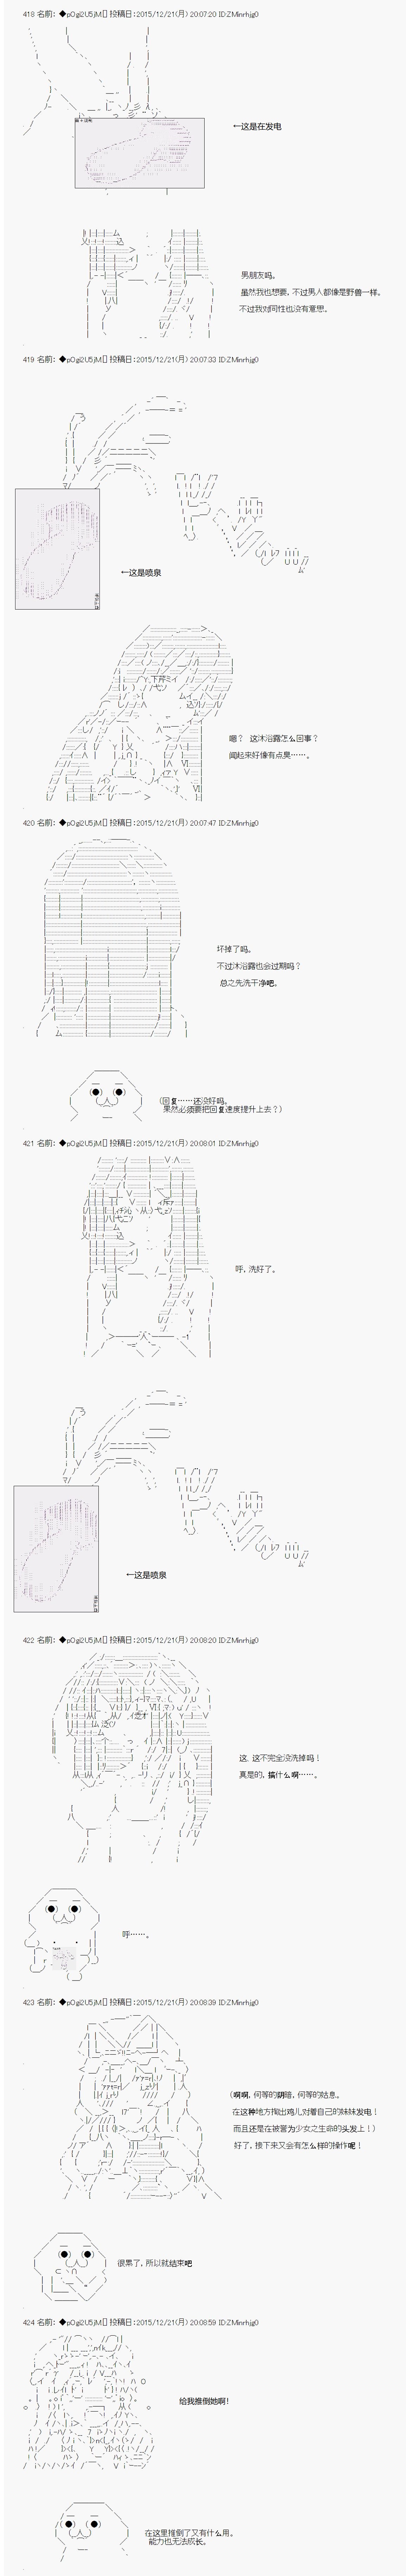 418 名前: ◆pOgi2U5jM[] 投稿日:2015/12/21(月) 20:07:20 ID:ZMinrhjg0
←这是在发电
男朋友吗。
虽然我也想要，不过男人都像是野兽一样。
不过我对同性也没有意思。
419 名前: ◆pOgi2U5jM[] 投稿日:2015/12/21(月) 20:07:33 ID:ZMinrhjg0
←这是喷泉
嗯？ 这沐浴露怎么回事？
闻起来好像有点臭……。
420 名前: ◆pOgi2U5jM[] 投稿日:2015/12/21(月) 20:07:47 ID:ZMinrhjg0
坏掉了吗。
不过沐浴露也会过期吗？
总之先洗干净吧。
（回复……还没好吗。
果然必须要把回复速度提升上去？）
421 名前: ◆pOgi2U5jM[] 投稿日:2015/12/21(月) 20:08:01 ID:ZMinrhjg0
呼，洗好了。
←这是喷泉
422 名前: ◆pOgi2U5jM[] 投稿日:2015/12/21(月) 20:08:20 ID:ZMinrhjg0
这、这不完全没洗掉吗！
真是的，搞什么啊……。
呼……。
423 名前: ◆pOgi2U5jM[] 投稿日:2015/12/21(月) 20:08:39 ID:ZMinrhjg0
（啊啊，何等的阴暗、何等的姑息。
在这种地方掏出鸡儿对着自己的妹妹发电！
而且还是在被誉为少女之生命的头发上！）
好了，接下来又会有怎么样的操作呢！
很累了，所以就结束吧
424 名前: ◆pOgi2U5jM[] 投稿日:2015/12/21(月) 20:08:59 ID:ZMinrhjg0
给我推倒她啊！
在这里推倒了又有什么用。
能力也无法成长。